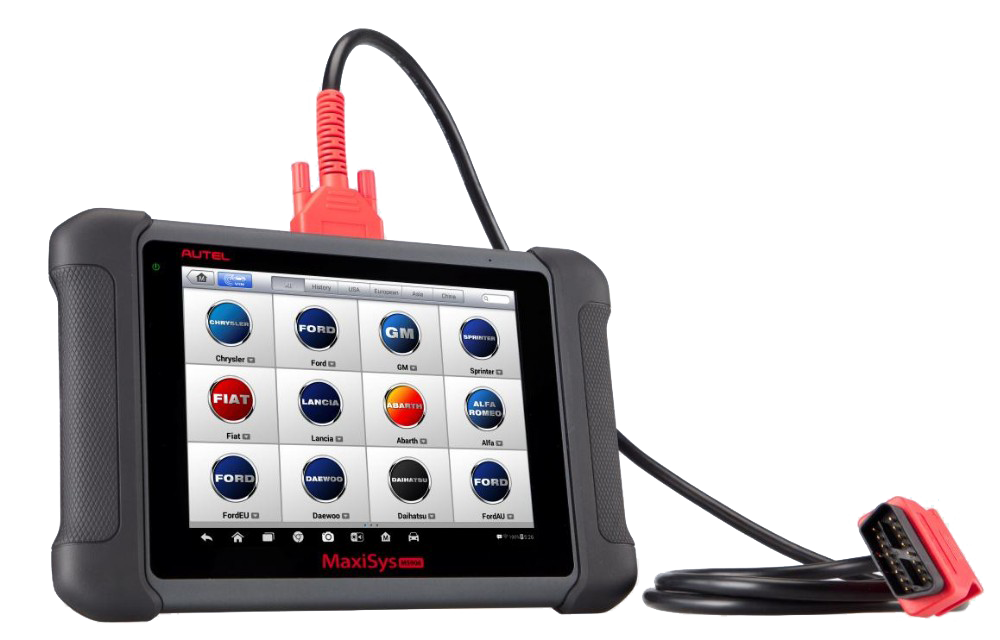 AUTEL
All History USA European Asia China
CHRYSLER FORD GM SPRINTER
Chrysler Ford GM Sprinter
FIAT LANCIA ABARTH ALFA ROMEO
Fiat Lancia Abarth Alfa
FORD DAEWOO DAIHATSU FORD
FordEU Daewoo Daihatsu FordAU
MaxiSys MS906